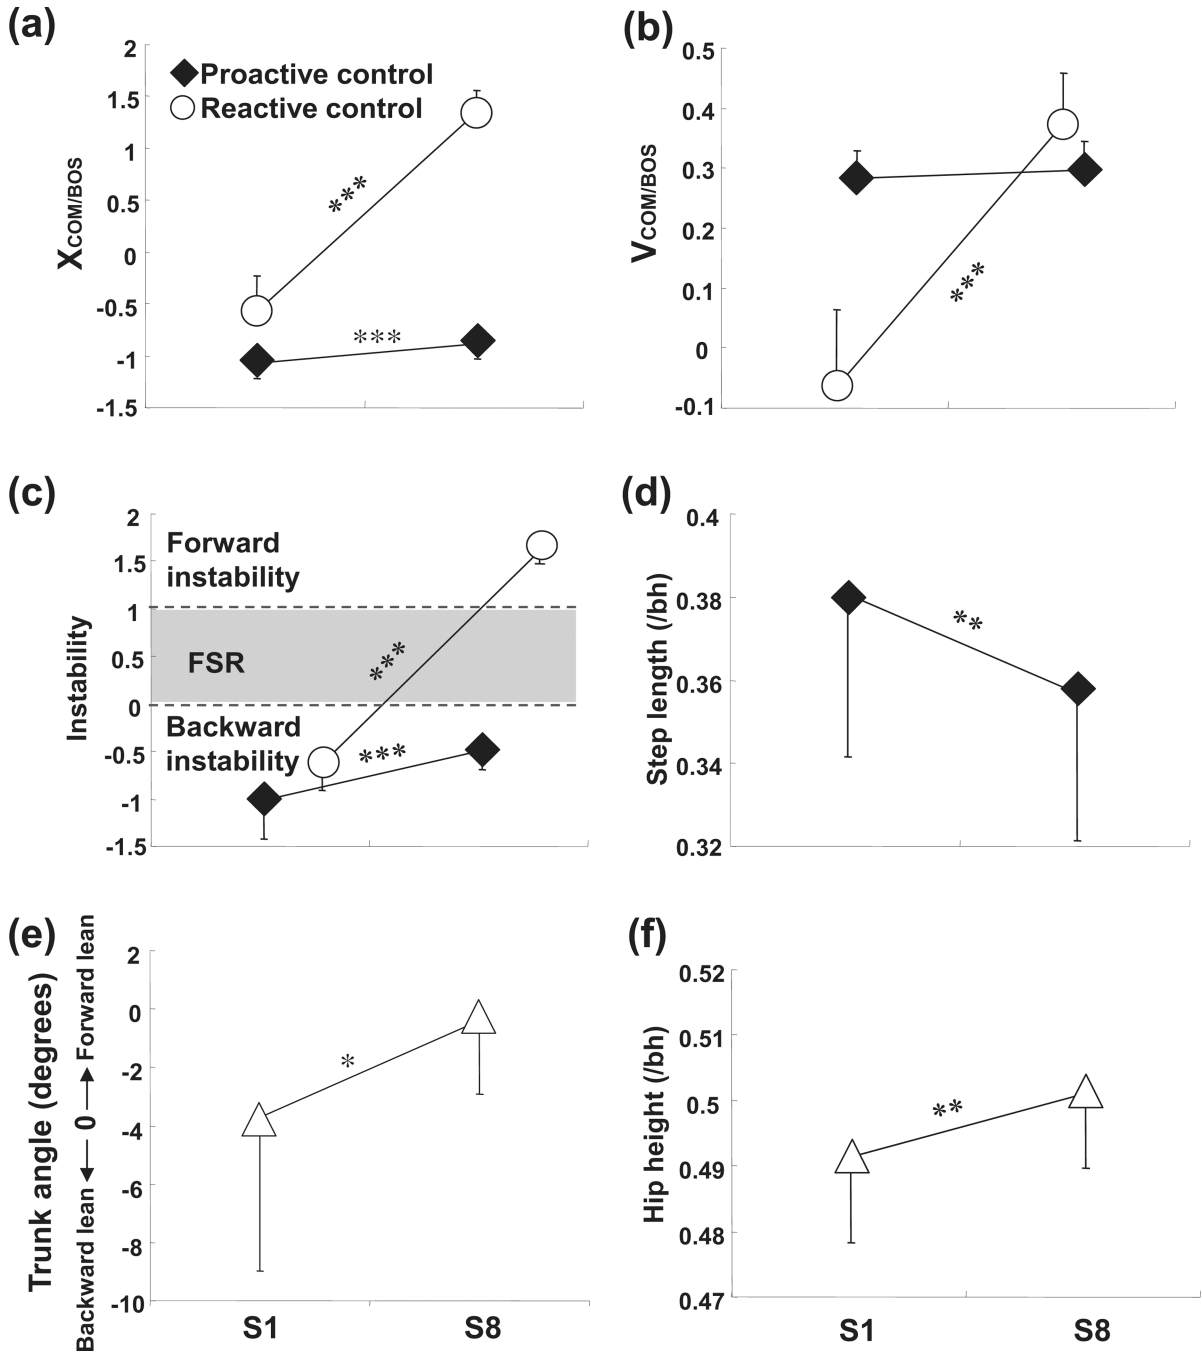 (a)
2
1.5
1
0.5
0
-0.5
-1
-1.5
XCOM/BOS
Proactive control
Reactive control
***
***
(b)
0.5
0.4
0.3
0.2
0.1
0
-0.1
VCOM/BOS
***
(c)
2
1.5
1
0.5
0
-0.5
-1
-1.5
Instability
Forward
instability
FSR
Backward
instability
***
***
(d)
0.4
0.38
0.36
0.34
0.32
Step length (/bh)
**
(e)
2
0
-2
-4
-6
-8
-10
Trunk angle (degrees)
Backward lean ← 0 → Forward lean
*
S1
S8
(f)
0.52
0.51
0.5
0.49
0.48
0.47
Hip height (/bh)
**
S1
S8